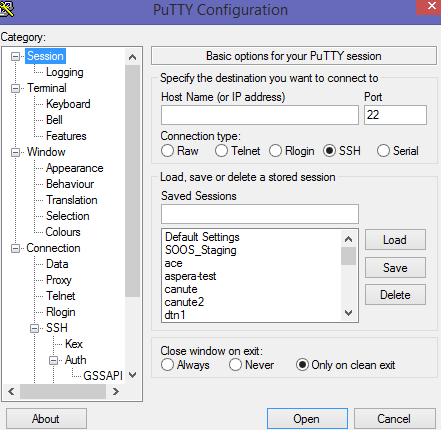 PuTTY Configuration
Category:
Session
Logging
Terminal
Keyboard
Bell
Features
Window
Appearance
Behaviour
Translation
Selection
Colours
Connection
Data
Proxy
Telnet
Rlogin
SSH
Kex
Auth
GSSAPI
Basic options for your PuTTY session
Specify the destination you want to connect to
Host Name (or IP address) Port
22
Connection type:
Raw Telnet Rlogin SSH Serial
Load, save or delete a stored session
Saved Sessions
Default Settings
SOOS_Staging
ace
aspera-test
canute
canute2
dtn1
Load
Save
Delete
Close window on exit:
Always Never Only on clean exit
About Open Cancel